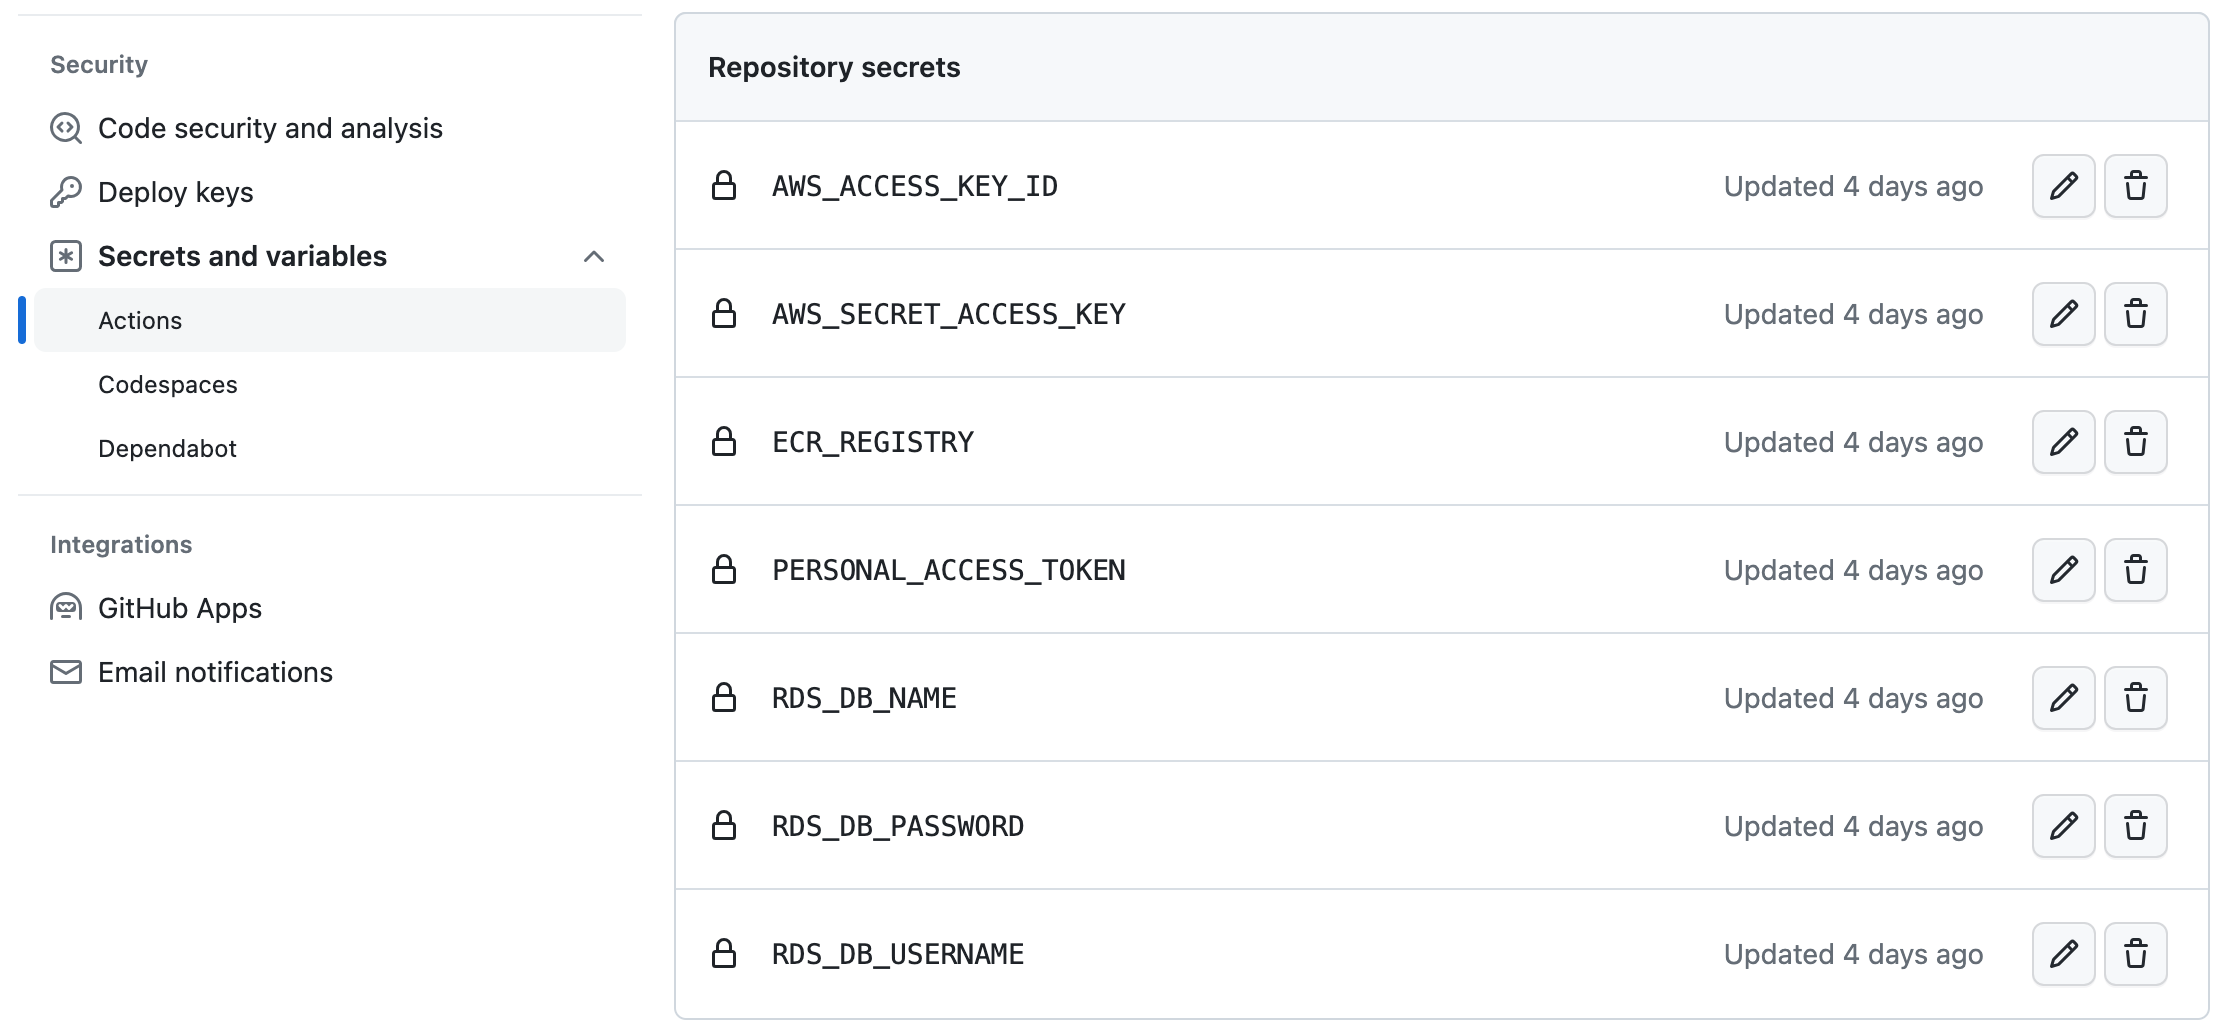 Security
Code security and analysis
Deploy keys
Secrets and variables
Actions
Codespaces
Dependabot
Integrations
GitHub Apps
Email notifications
Repository secrets
AWS_ACCESS_KEY_ID Updated 4 days ago
AWS_SECRET_ACCESS_KEY Updated 4 days ago
ECR_REGISTRY Updated 4 days ago
PERSONAL_ACCESS_TOKEN Updated 4 days ago
RDS_DB_NAME Updated 4 days ago
RDS_DB_PASSWORD Updated 4 days ago
RDS_DB_USERNAME Updated 4 days ago